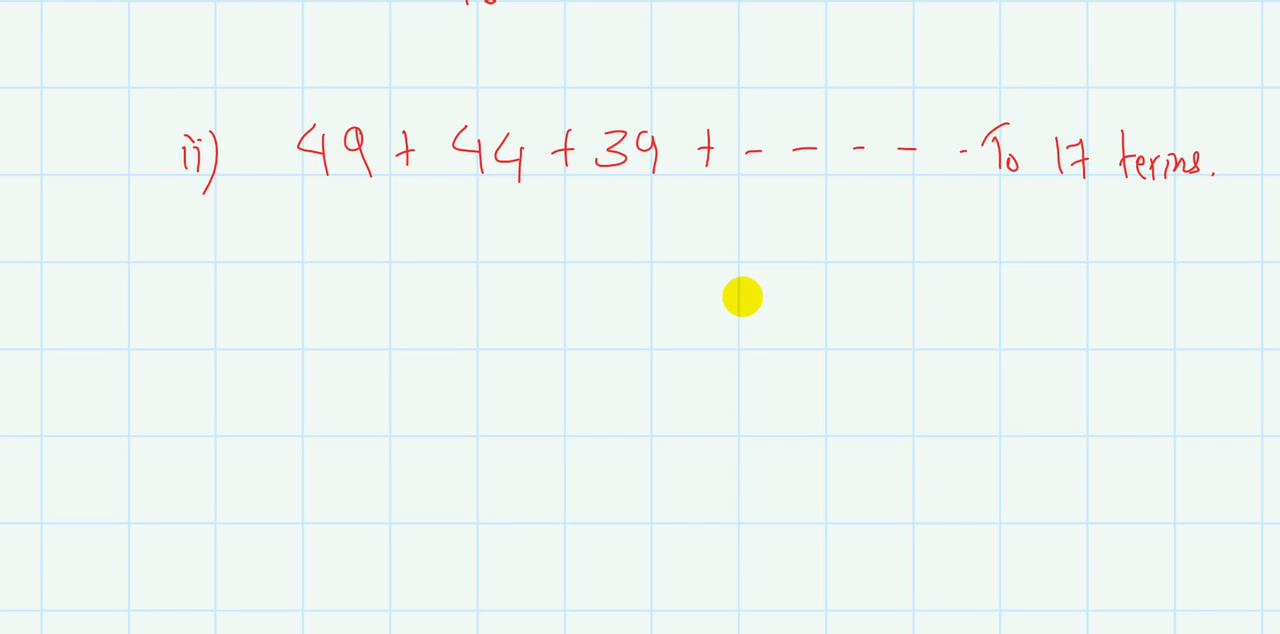 ii) 49 + 44 + 39 + - - - - - To 17 terms.